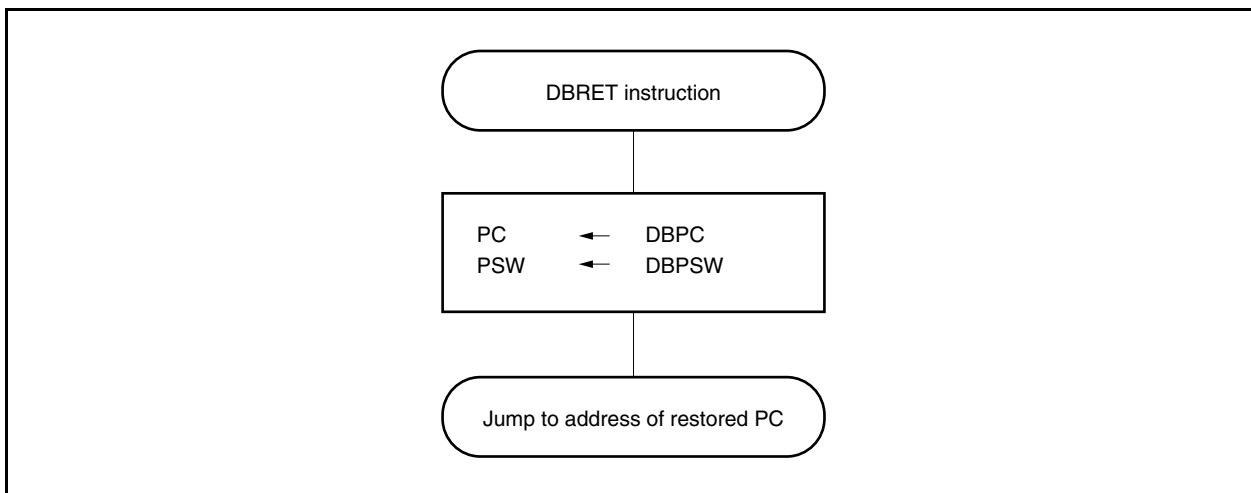 DBRET instruction
PC ← DBPC
PSW ← DBPSW
Jump to address of restored PC